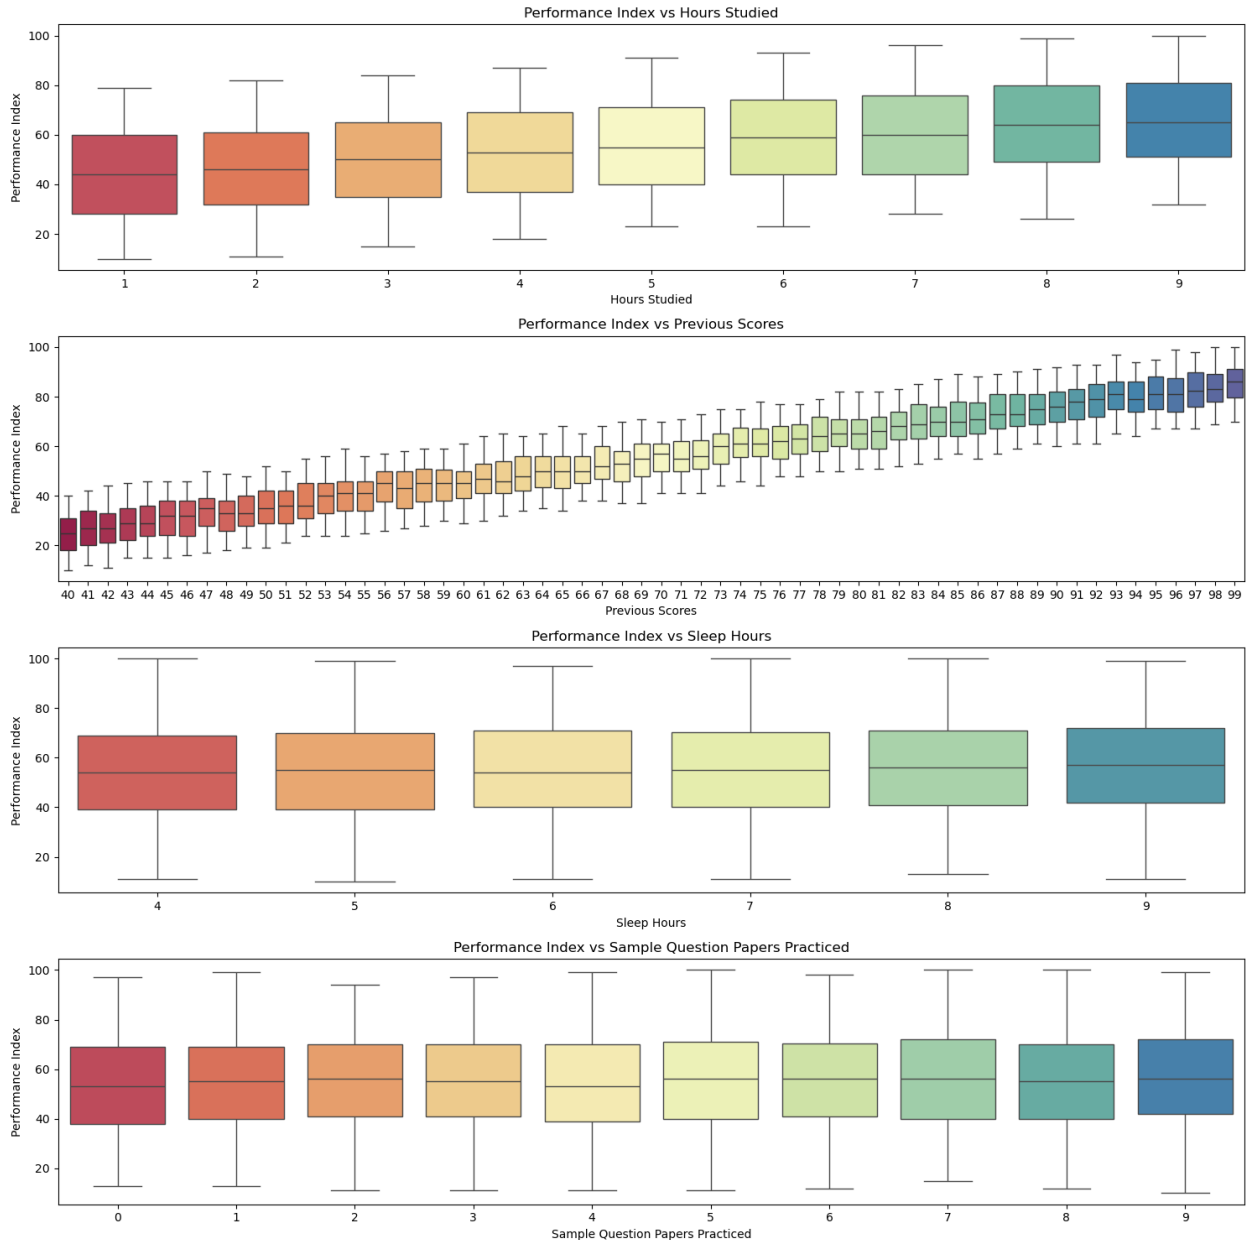 Performance Index vs Hours Studied
100
80
60
40
20
Performance Index
1 2 3 4 5 6 7 8 9
Hours Studied
Performance Index vs Previous Scores
100
80
60
40
20
Performance Index
40 41 42 43 44 45 46 47 48 49 50 51 52 53 54 55 56 57 58 59 60 61 62 63 64 65 66 67 68 69 70 71 72 73 74 75 76 77 78 79 80 81 82 83 84 85 86 87 88 89 90 91 92 93 94 95 96 97 98 99
Previous Scores
Performance Index vs Sleep Hours
100
80
60
40
20
Performance Index
4 5 6 7 8 9
Sleep Hours
Performance Index vs Sample Question Papers Practiced
100
80
60
40
20
Performance Index
0 1 2 3 4 5 6 7 8 9
Sample Question Papers Practiced